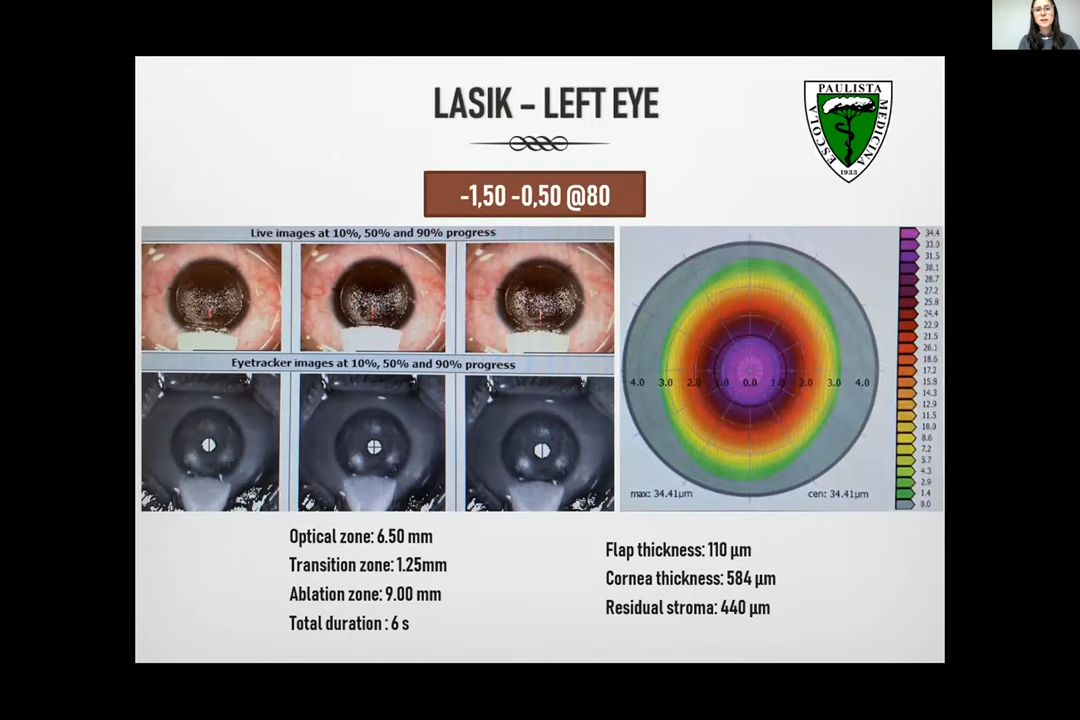 LASIK – LEFT EYE
PAULISTA
ESCOLA
MEDICINA
1933
-1,50 -0,50 @80
Live images at 10%, 50% and 90% progress
Eyetracker images at 10%, 50% and 90% progress
4.0 3.0 2.0 1.0 0.0 1.0 2.0 3.0 4.0
max: 34.41µm
cen: 34.41µm
34.4
33.0
31.5
30.1
28.7
27.2
25.8
24.4
22.9
21.5
20.1
18.6
17.2
15.8
14.3
12.9
11.5
10.0
8.6
7.2
5.7
4.3
2.9
1.4
0.0
Optical zone: 6.50 mm
Transition zone: 1.25mm
Ablation zone: 9.00 mm
Total duration : 6 s
Flap thickness: 110 µm
Cornea thickness: 584 µm
Residual stroma: 440 µm